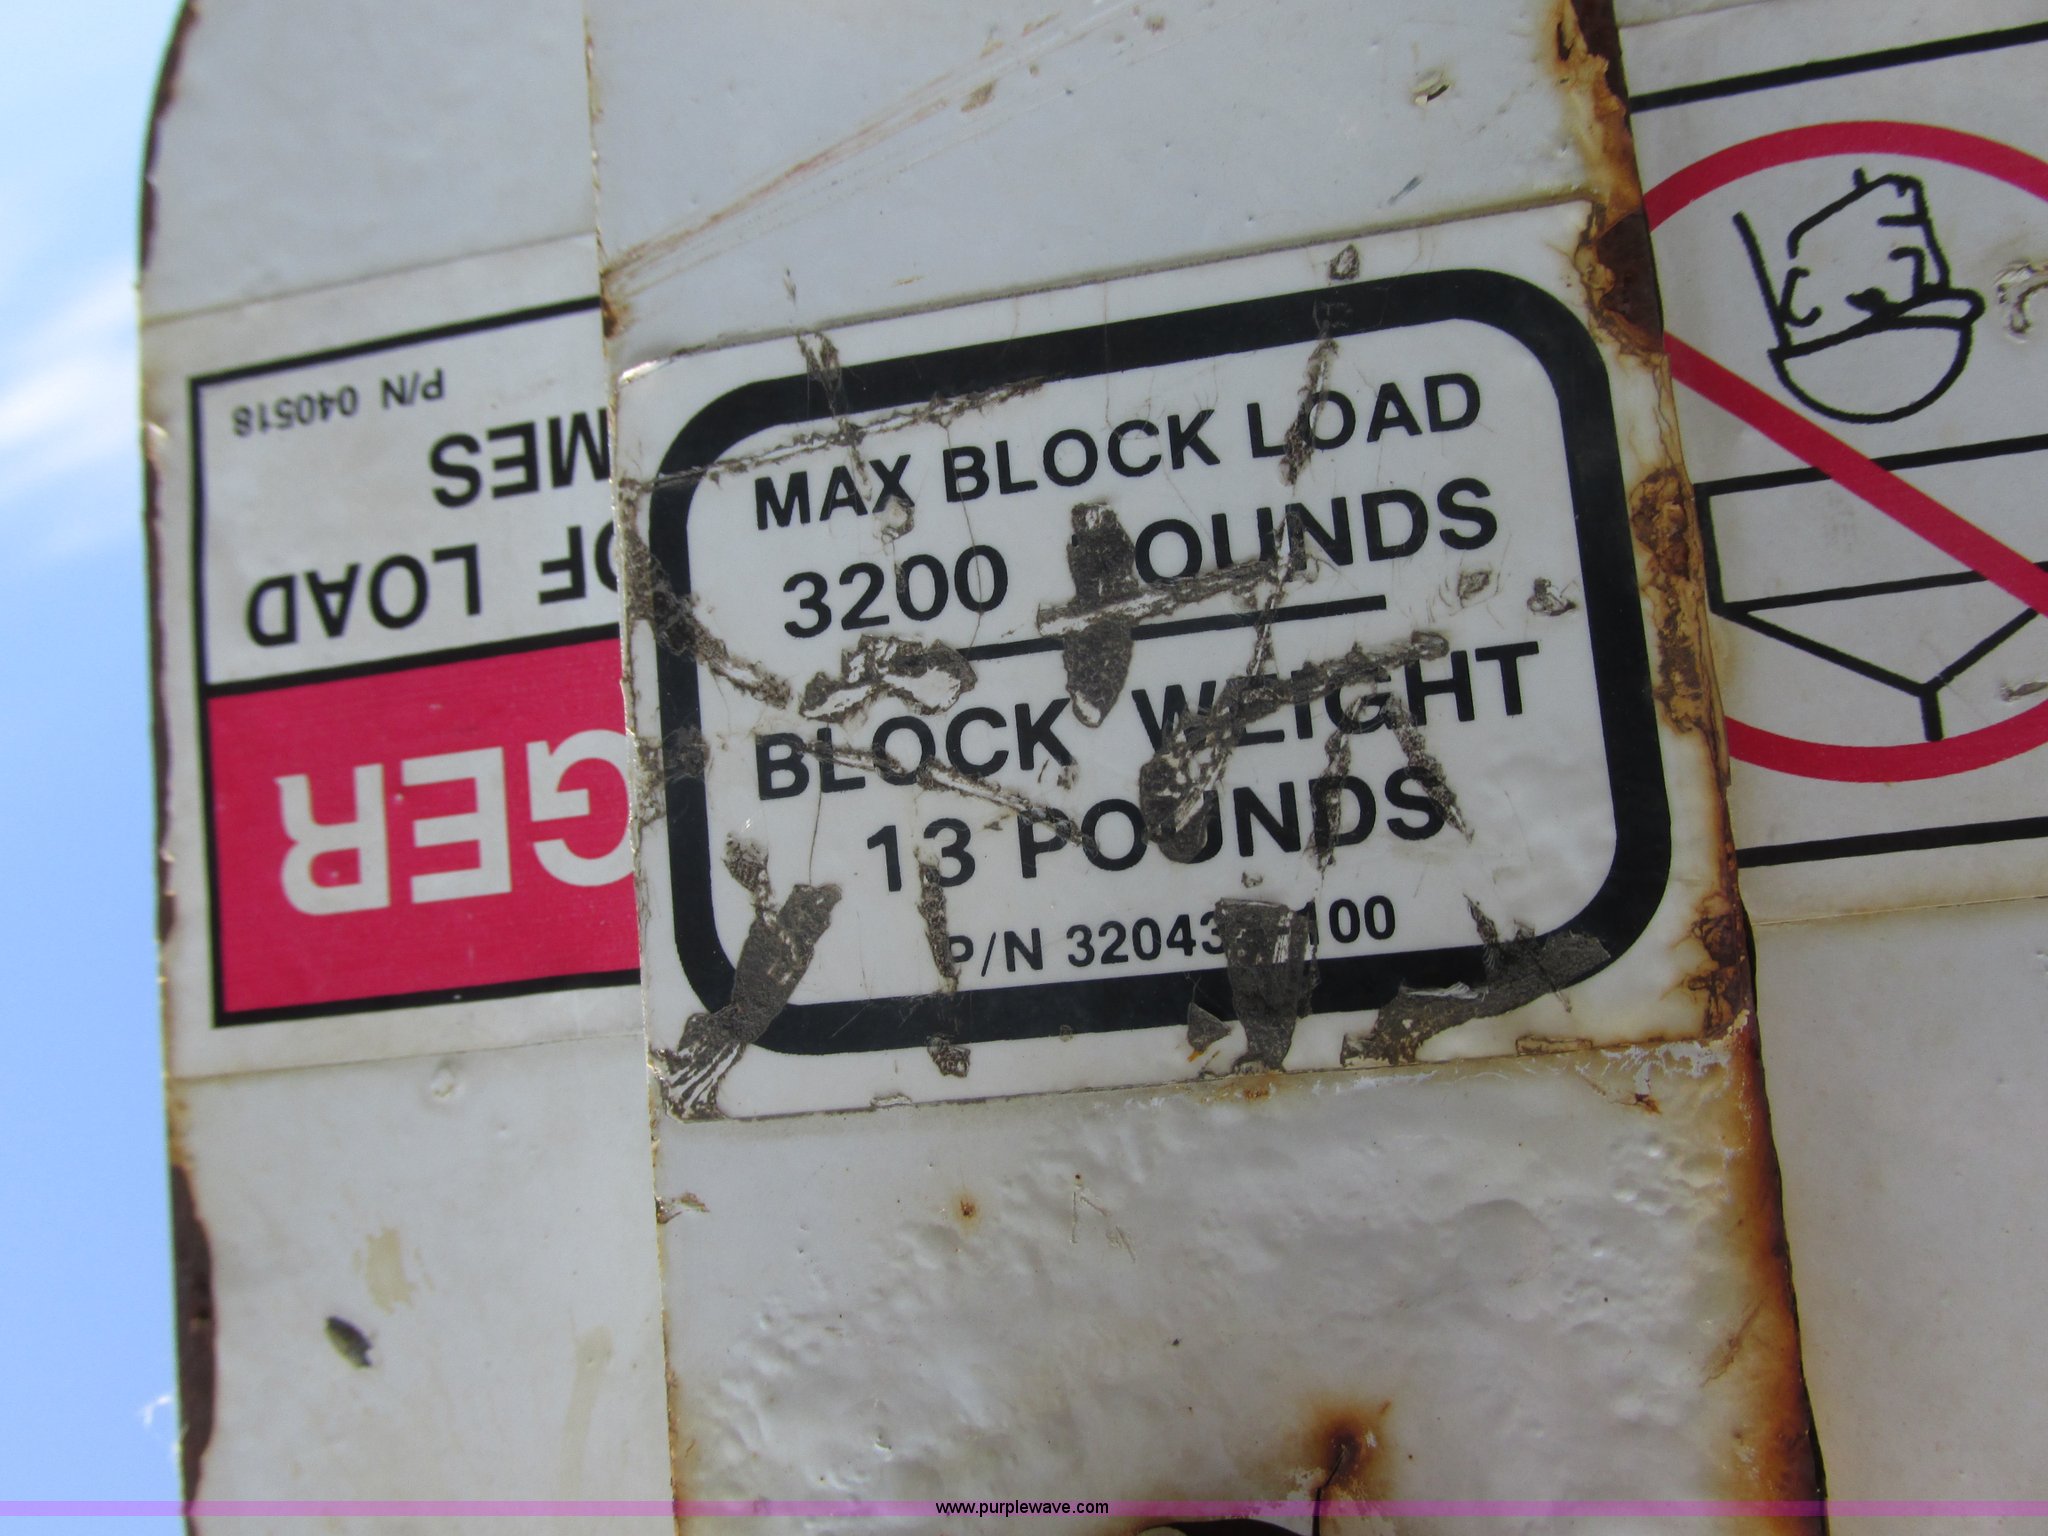 MAX BLOCK LOAD
3200 POUNDS
BLOCK WEIGHT
13 POUNDS
GER
OF LOAD
MES
P/N 040518
www.purplewave.com